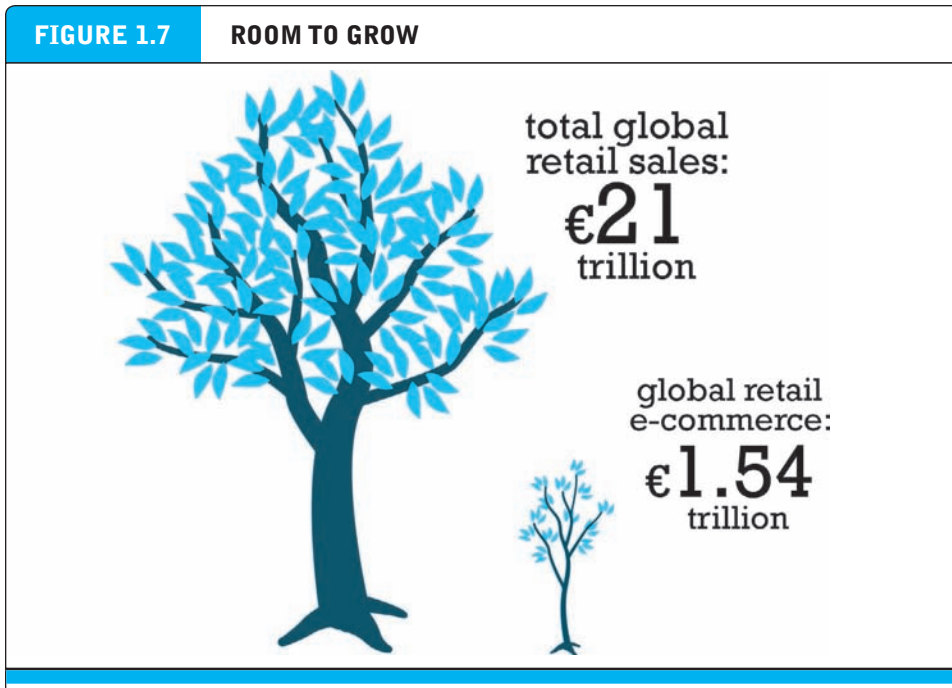 FIGURE 1.7 ROOM TO GROW
total global
retail sales:
€21
trillion
global retail
e-commerce:
€1.54
trillion